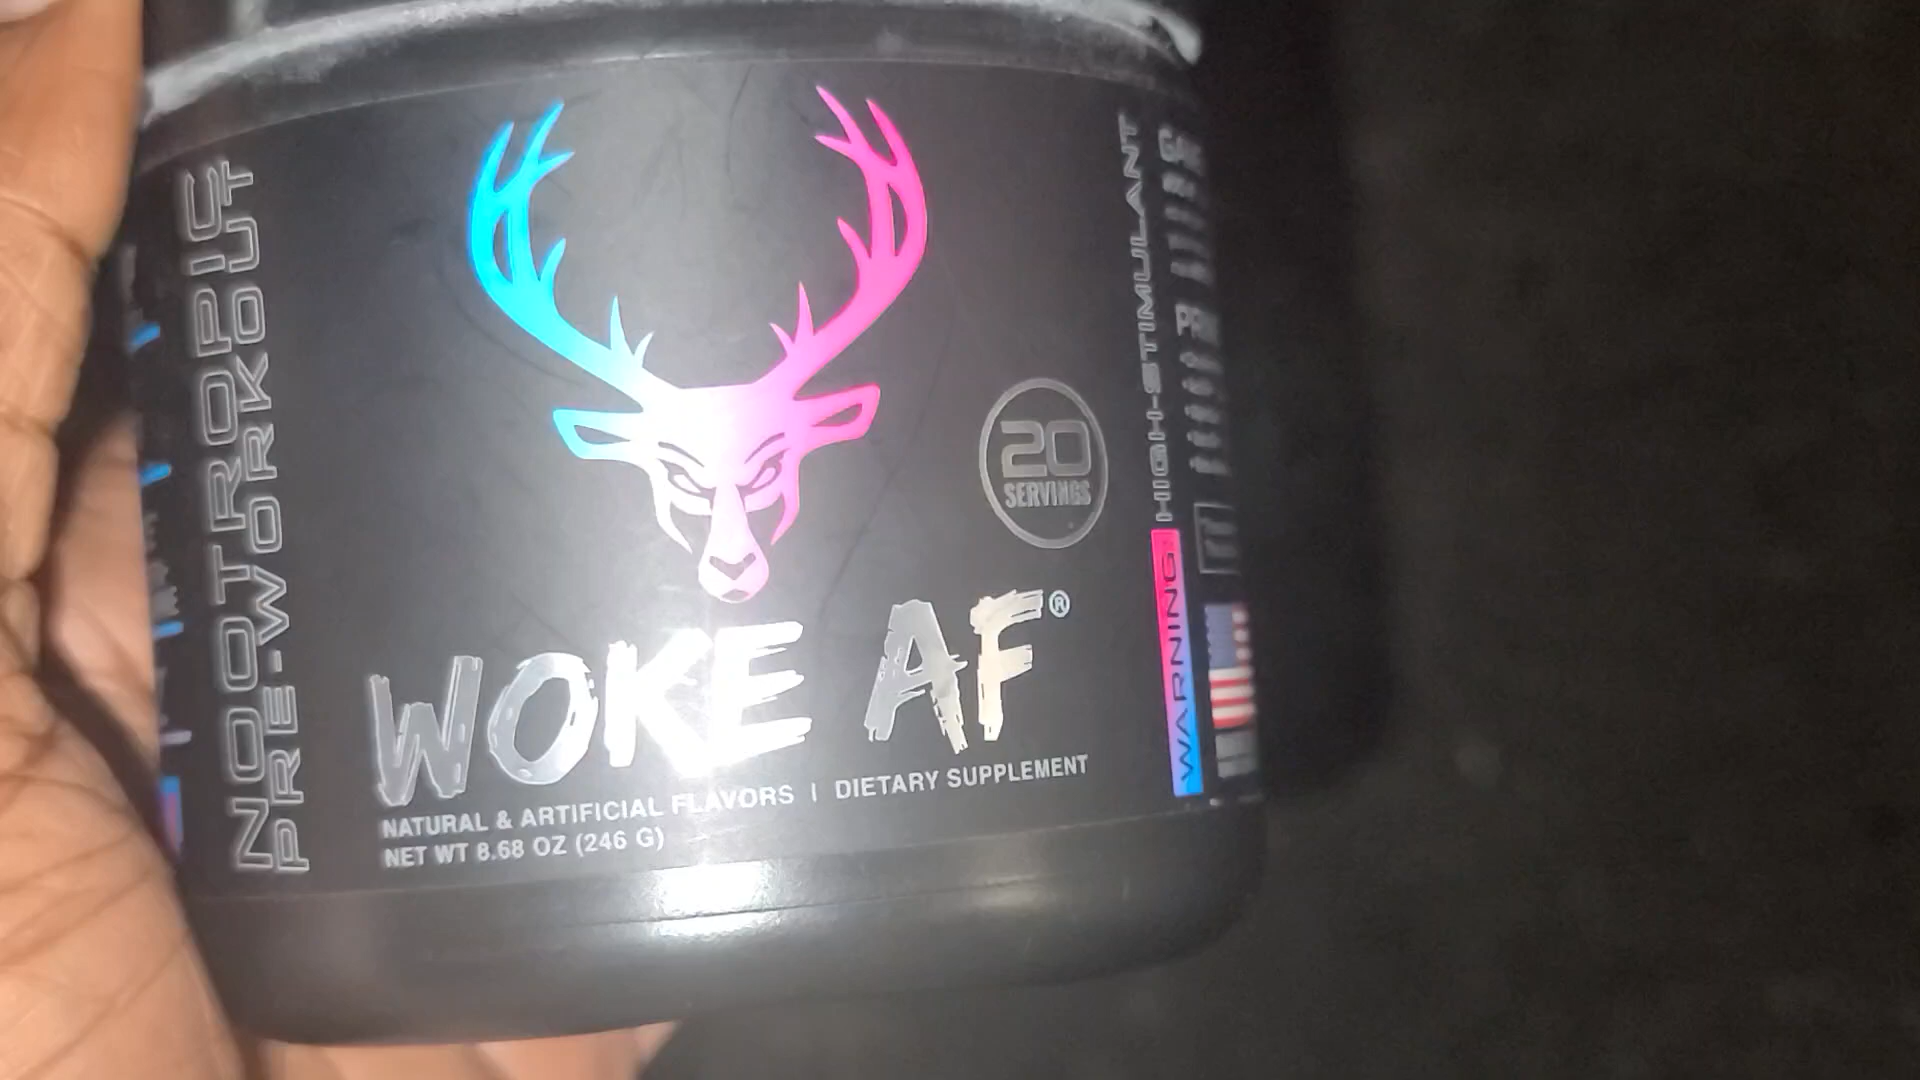 NOOTROPIC
PRE-WORKOUT
20
SERVINGS
WOKE AF®
NATURAL & ARTIFICIAL FLAVORS | DIETARY SUPPLEMENT
NET WT 8.68 OZ (246 G)
WARNING: HIGH-STIMULANT